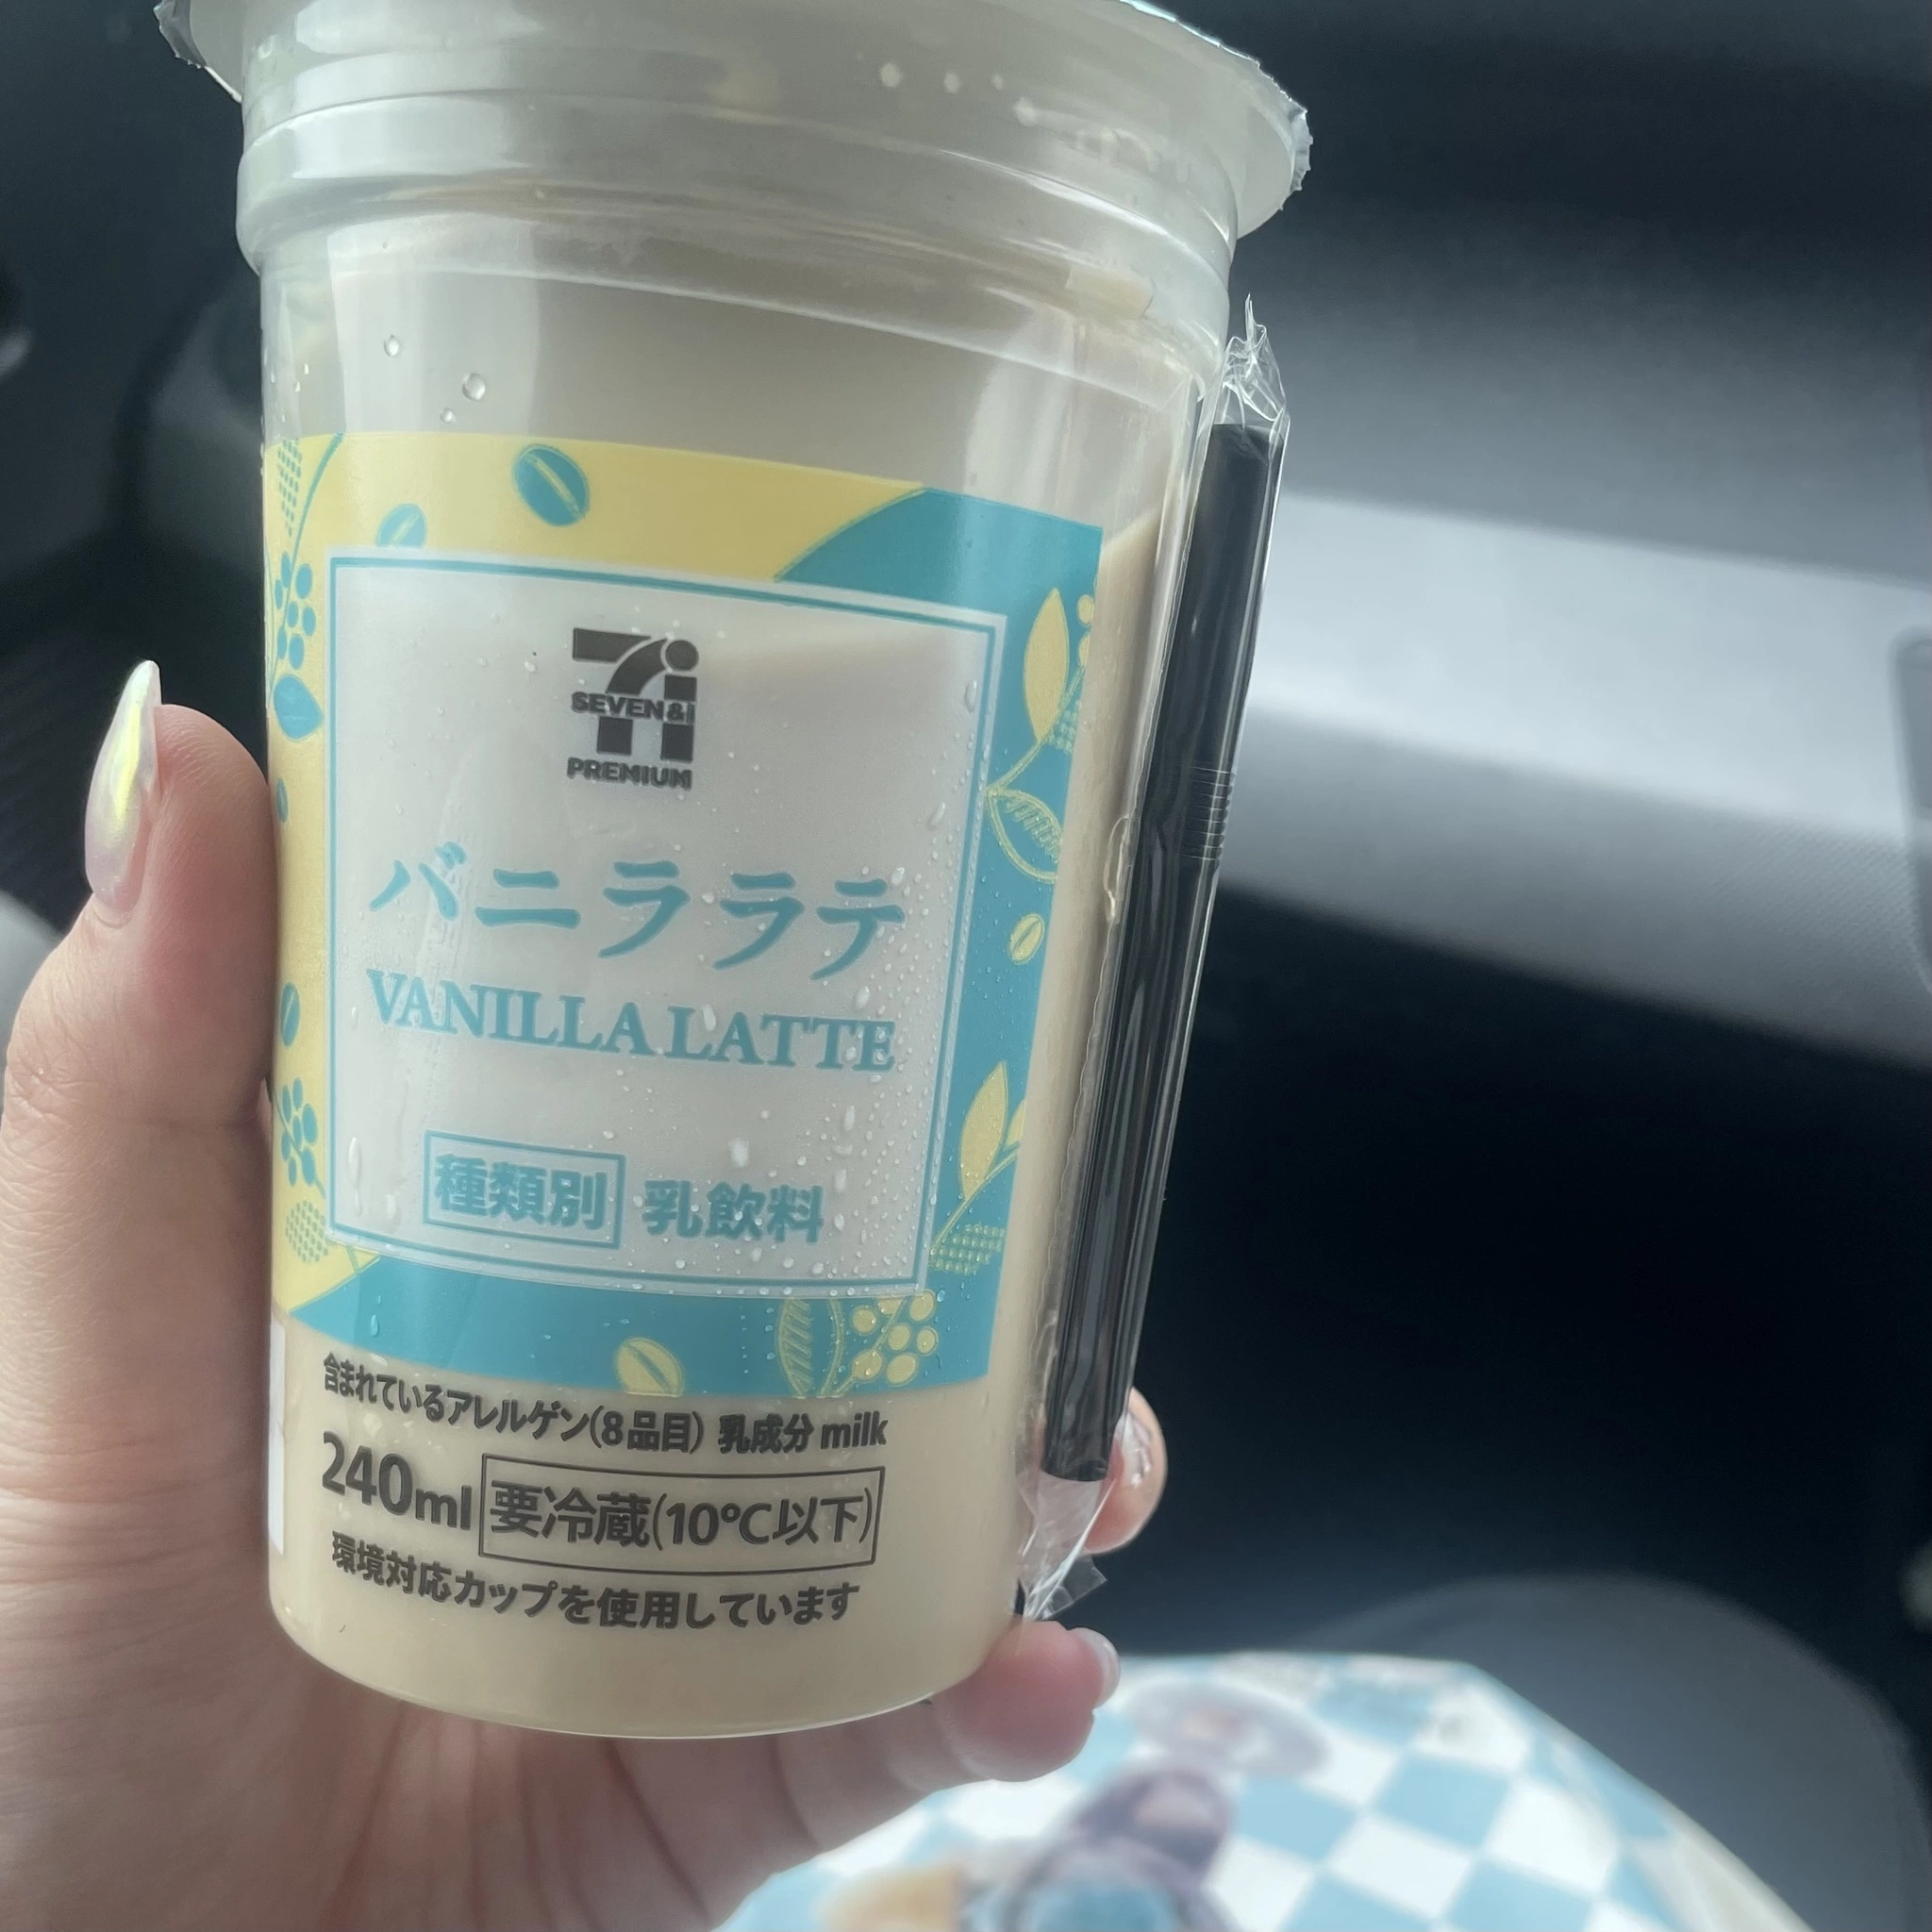 SEVEN&i
PREMIUM
バニララテ
VANILLA LATTE
種類別 乳飲料
含まれているアレルゲン(8品目) 乳成分 milk
240ml 要冷蔵(10℃以下)
環境対応カップを使用しています